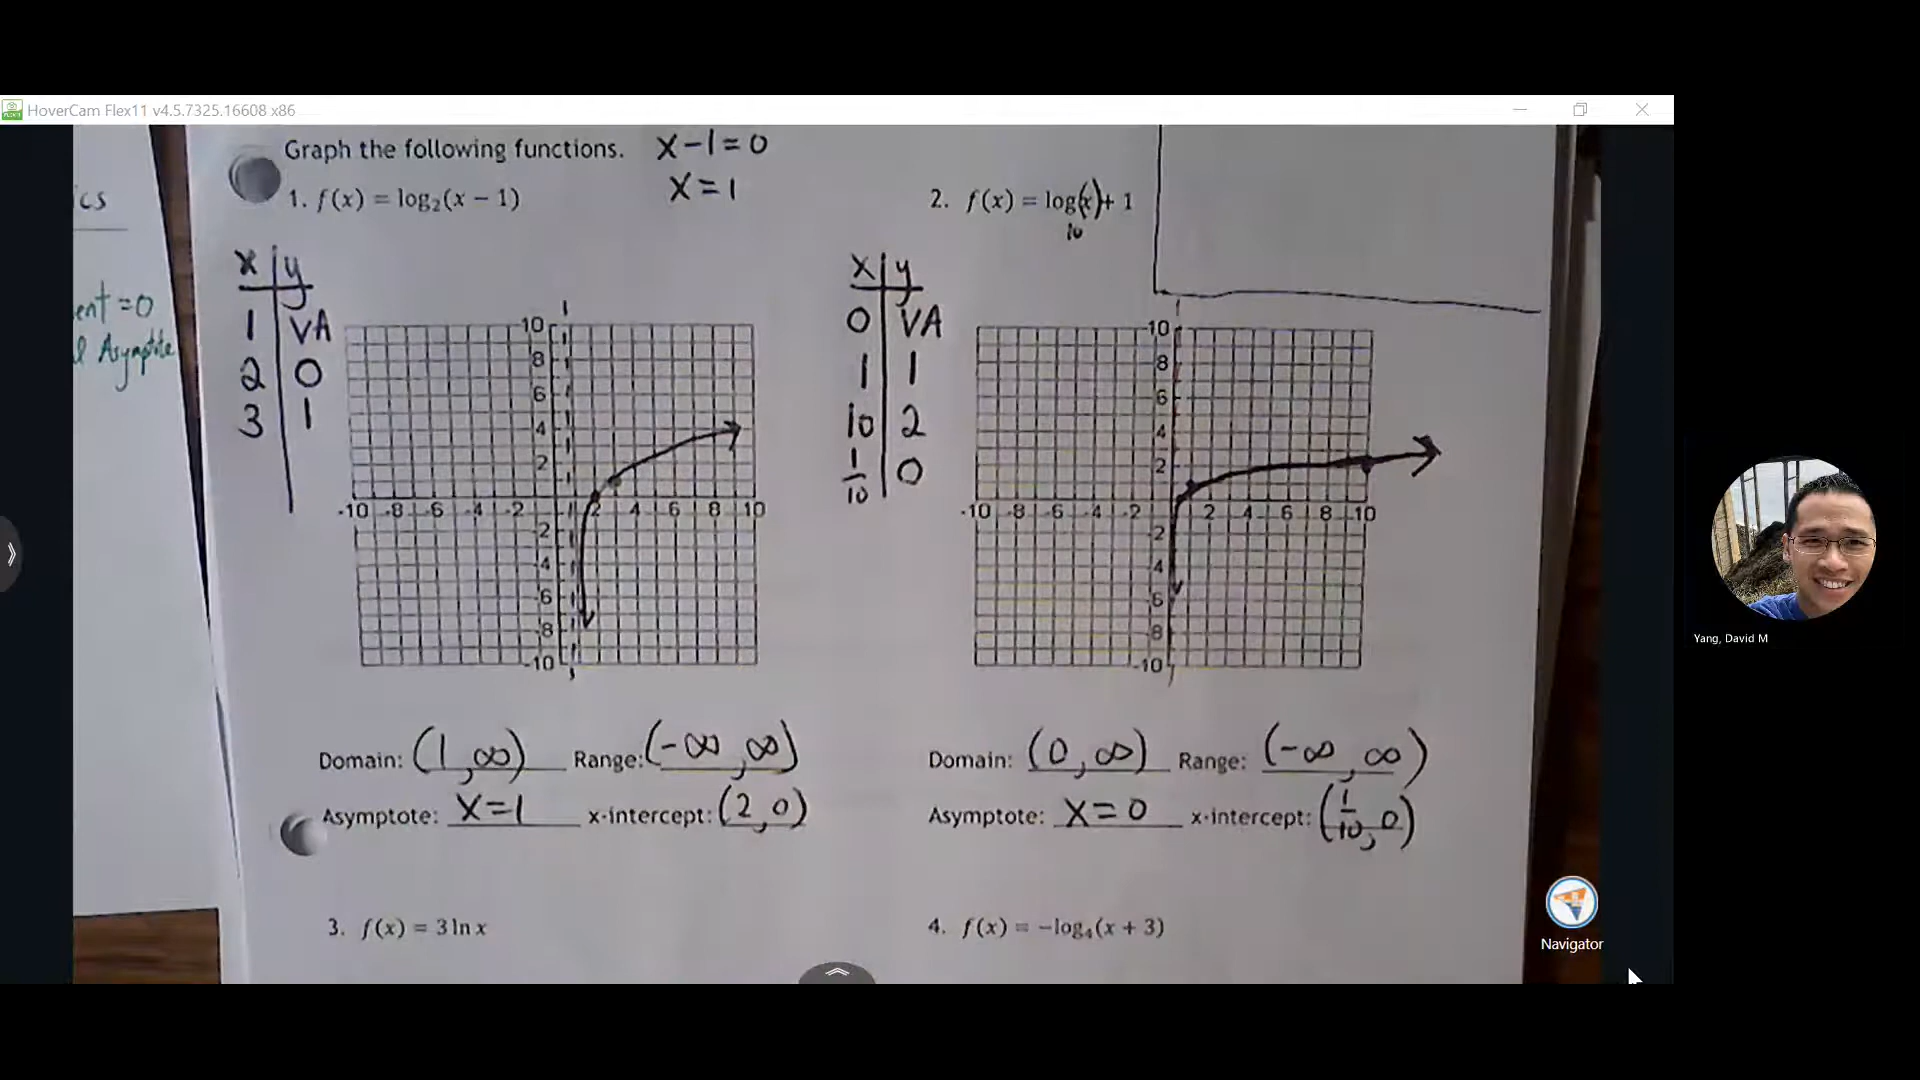 HoverCam Flex11 v4.5.7325.16608 x86
ics
ent = 0
l Asymptote
Graph the following functions.
x - 1 = 0
x = 1
1. f(x) = log₂(x − 1)
x y
1 VA
2 0
3 1
10
8
6
4
2
-10 -8 -6 -4 -2 2 4 6 8 10
-2
-4
-6
-8
-10
Domain: (1, ∞) Range: (-∞, ∞)
Asymptote: x=1 x-intercept: (2, 0)
2. f(x) = log(x) + 1
10
x y
0 VA
1 1
10 2
1/10 0
10
8
6
4
2
-10 -8 -6 -4 -2 2 4 6 8 10
-2
-4
-6
-8
-10
Domain: (0, ∞) Range: (-∞, ∞)
Asymptote: x=0 x-intercept: (1/10, 0)
3. f(x) = 3 ln x
4. f(x) = −log₄(x + 3)
Navigator
Yang, David M